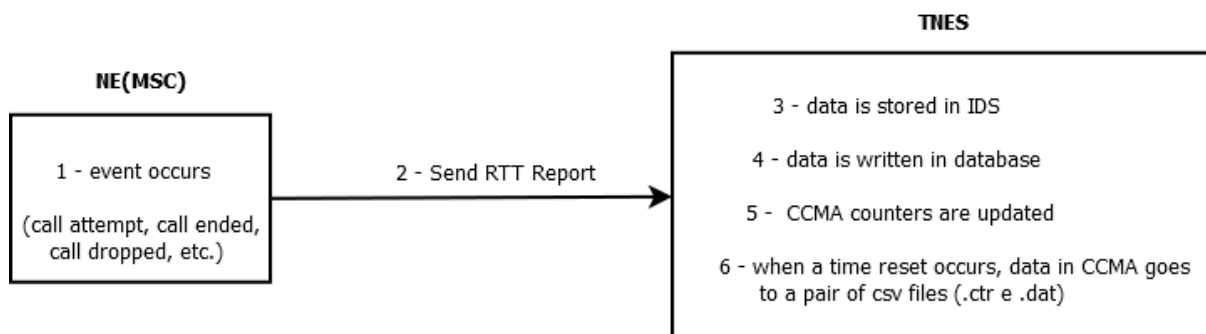 NE(MSC)
1 - event occurs
(call attempt, call ended,
call dropped, etc.)
2 - Send RTT Report
TNES
3 - data is stored in IDS
4 - data is written in database
5 - CCMA counters are updated
6 - when a time reset occurs, data in CCMA goes
to a pair of csv files (.ctr e .dat)